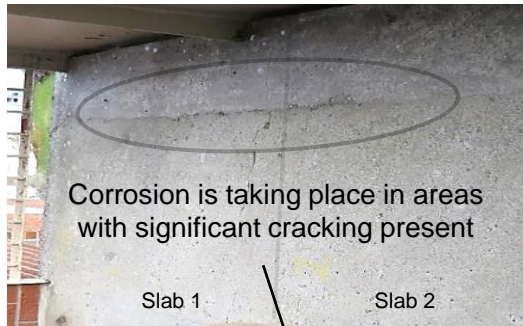 Corrosion is taking place in areas
with significant cracking present
Slab 1
Slab 2